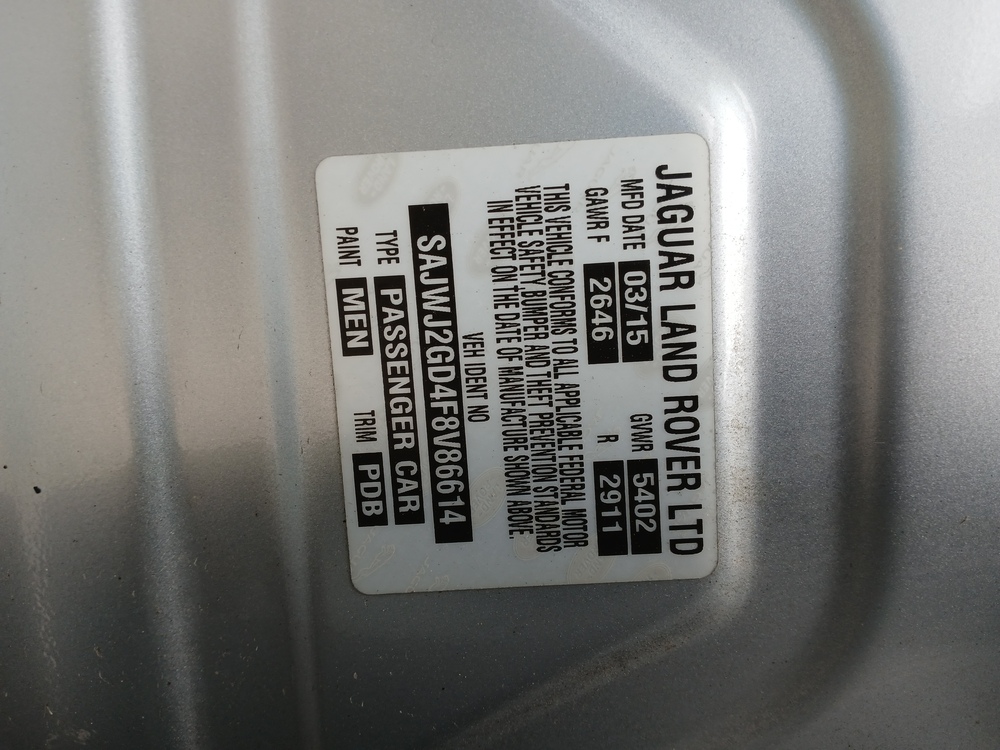 JAGUAR LAND ROVER LTD
MFD DATE 03/15 GVWR 5402
GAWR F 2646 R 2911
THIS VEHICLE CONFORMS TO ALL APPLICABLE FEDERAL MOTOR
VEHICLE SAFETY, BUMPER AND THEFT PREVENTION STANDARDS
IN EFFECT ON THE DATE OF MANUFACTURE SHOWN ABOVE.
VEH IDENT NO
SAJWJ2GD4F8V86614
TYPE PASSENGER CAR
PAINT MEN TRIM PDB